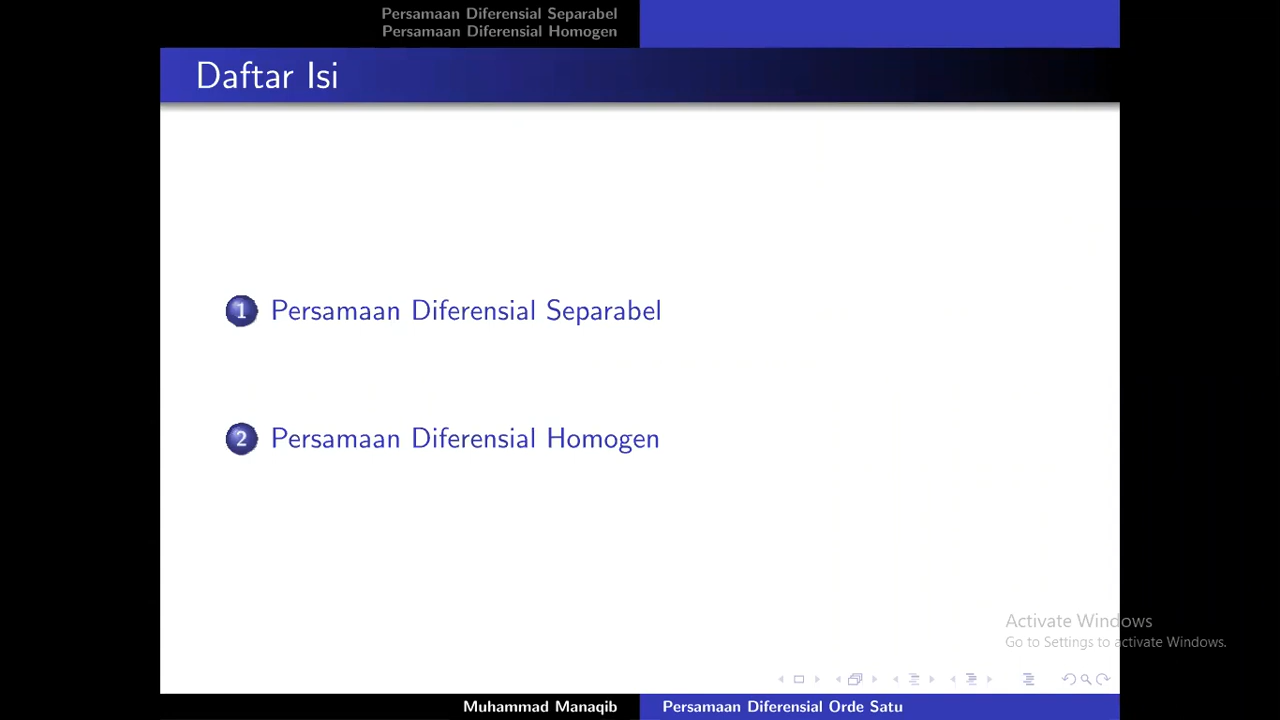 Persamaan Diferensial Separabel
Persamaan Diferensial Homogen
Daftar Isi
1 Persamaan Diferensial Separabel
2 Persamaan Diferensial Homogen
Activate Windows
Go to Settings to activate Windows.
Muhammad Manaqib
Persamaan Diferensial Orde Satu